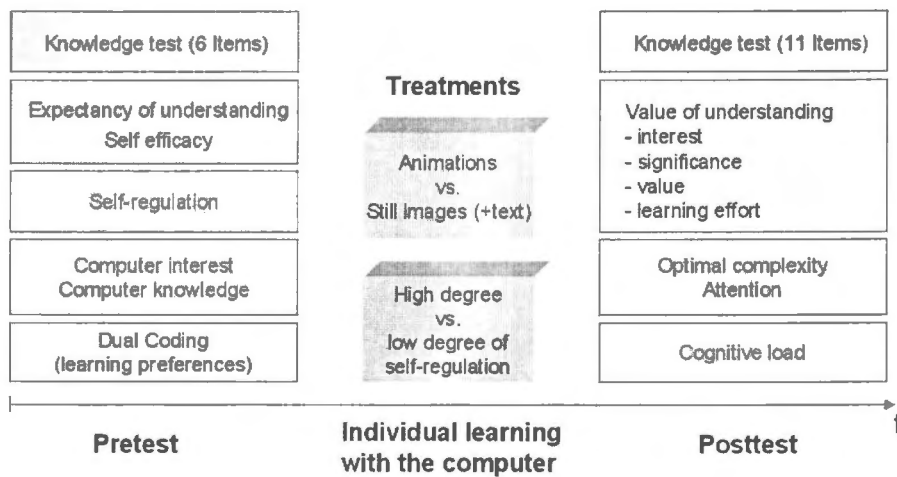 Knowledge test (6 Items)
Expectancy of understanding
Self efficacy
Self-regulation
Computer interest
Computer knowledge
Dual Coding
(learning preferences)
Treatments
Animations
vs.
Still Images (+text)
High degree
vs.
low degree of
self-regulation
Knowledge test (11 Items)
Value of understanding
- interest
- significance
- value
- learning effort
Optimal complexity
Attention
Cognitive load
t
Pretest
Individual learning
with the computer
Posttest